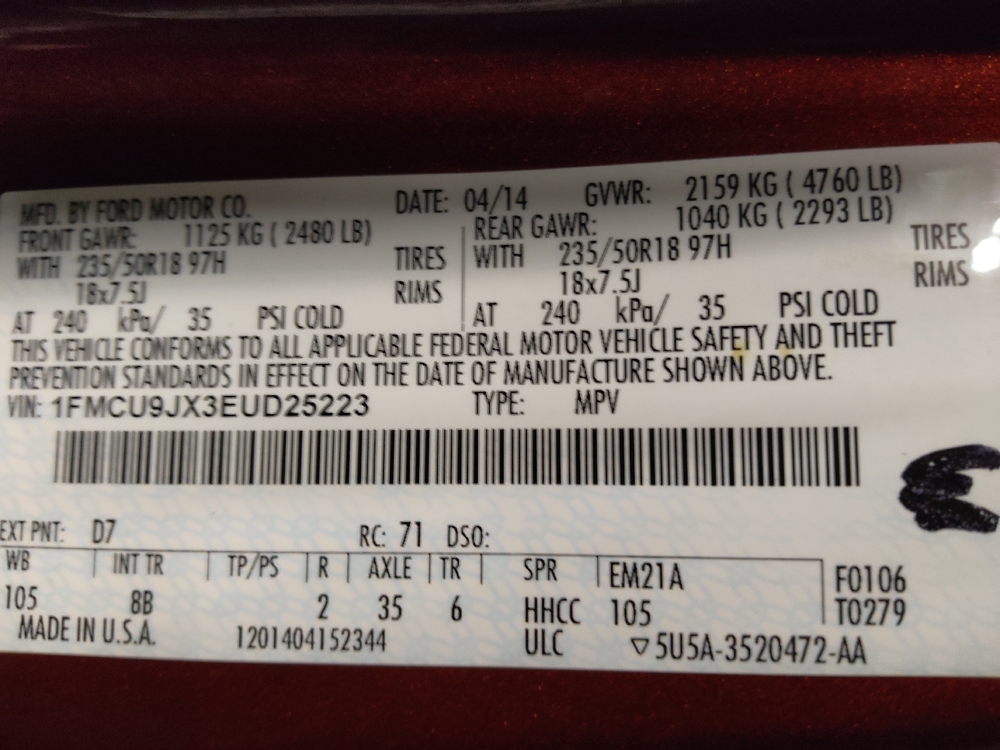 MFD. BY FORD MOTOR CO. DATE: 04/14 GVWR: 2159 KG ( 4760 LB)
FRONT GAWR: 1125 KG ( 2480 LB) REAR GAWR: 1040 KG ( 2293 LB)
WITH 235/50R18 97H TIRES WITH 235/50R18 97H TIRES
18x7.5J RIMS 18x7.5J RIMS
AT 240 kPa/ 35 PSI COLD AT 240 kPa/ 35 PSI COLD
THIS VEHICLE CONFORMS TO ALL APPLICABLE FEDERAL MOTOR VEHICLE SAFETY AND THEFT
PREVENTION STANDARDS IN EFFECT ON THE DATE OF MANUFACTURE SHOWN ABOVE.
VIN: 1FMCU9JX3EUD25223 TYPE: MPV
EXT PNT: D7 RC: 71 DSO:
WB INT TR TP/PS R AXLE TR SPR EM21A F0106
105 8B 2 35 6 HHCC 105 T0279
MADE IN U.S.A. 1201404152344 ULC ▽5U5A-3520472-AA